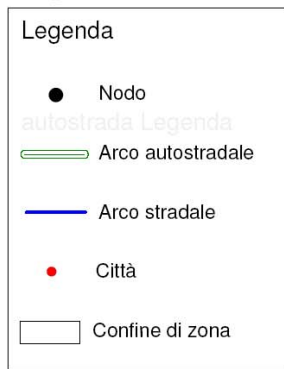 Legenda
Nodo
autostrada Legenda
Arco autostradale
Arco stradale
Città
Confine di zona